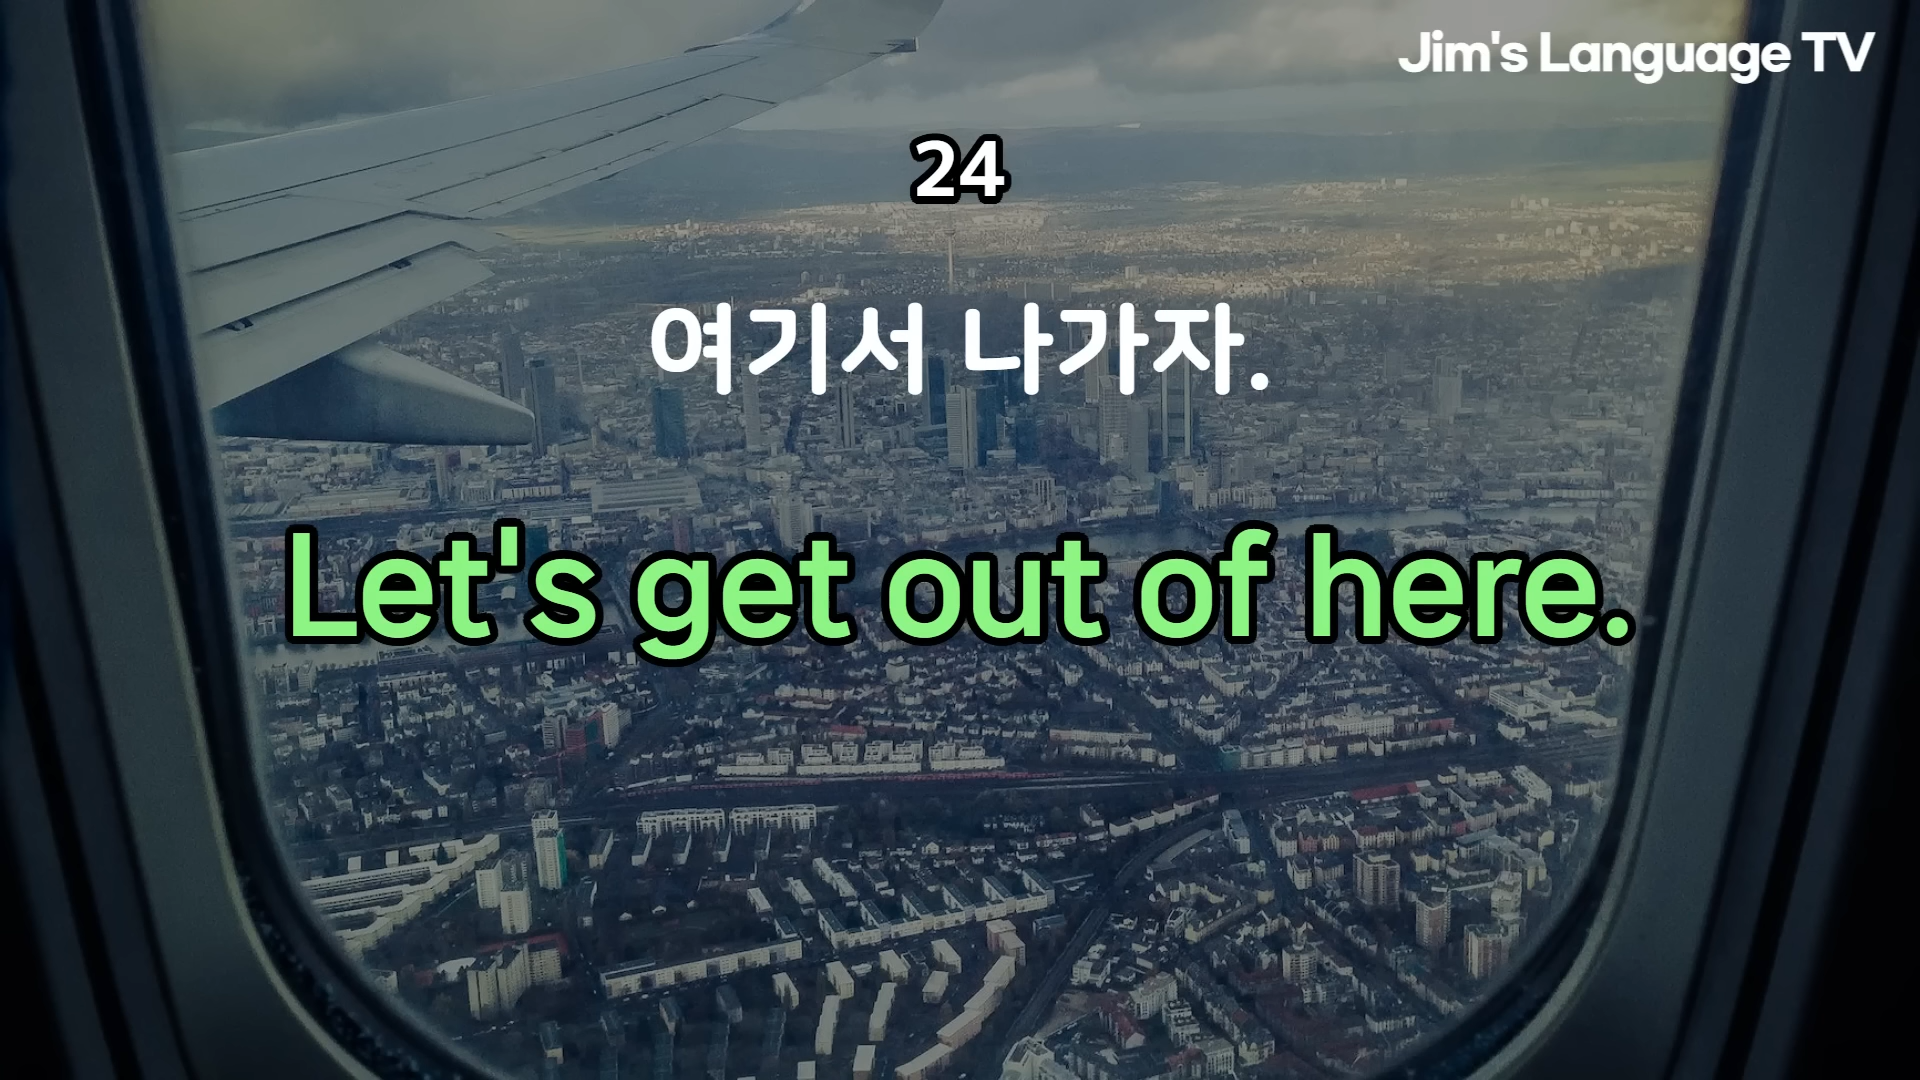 Jim's Language TV
24
여기서 나가자.
Let's get out of here.